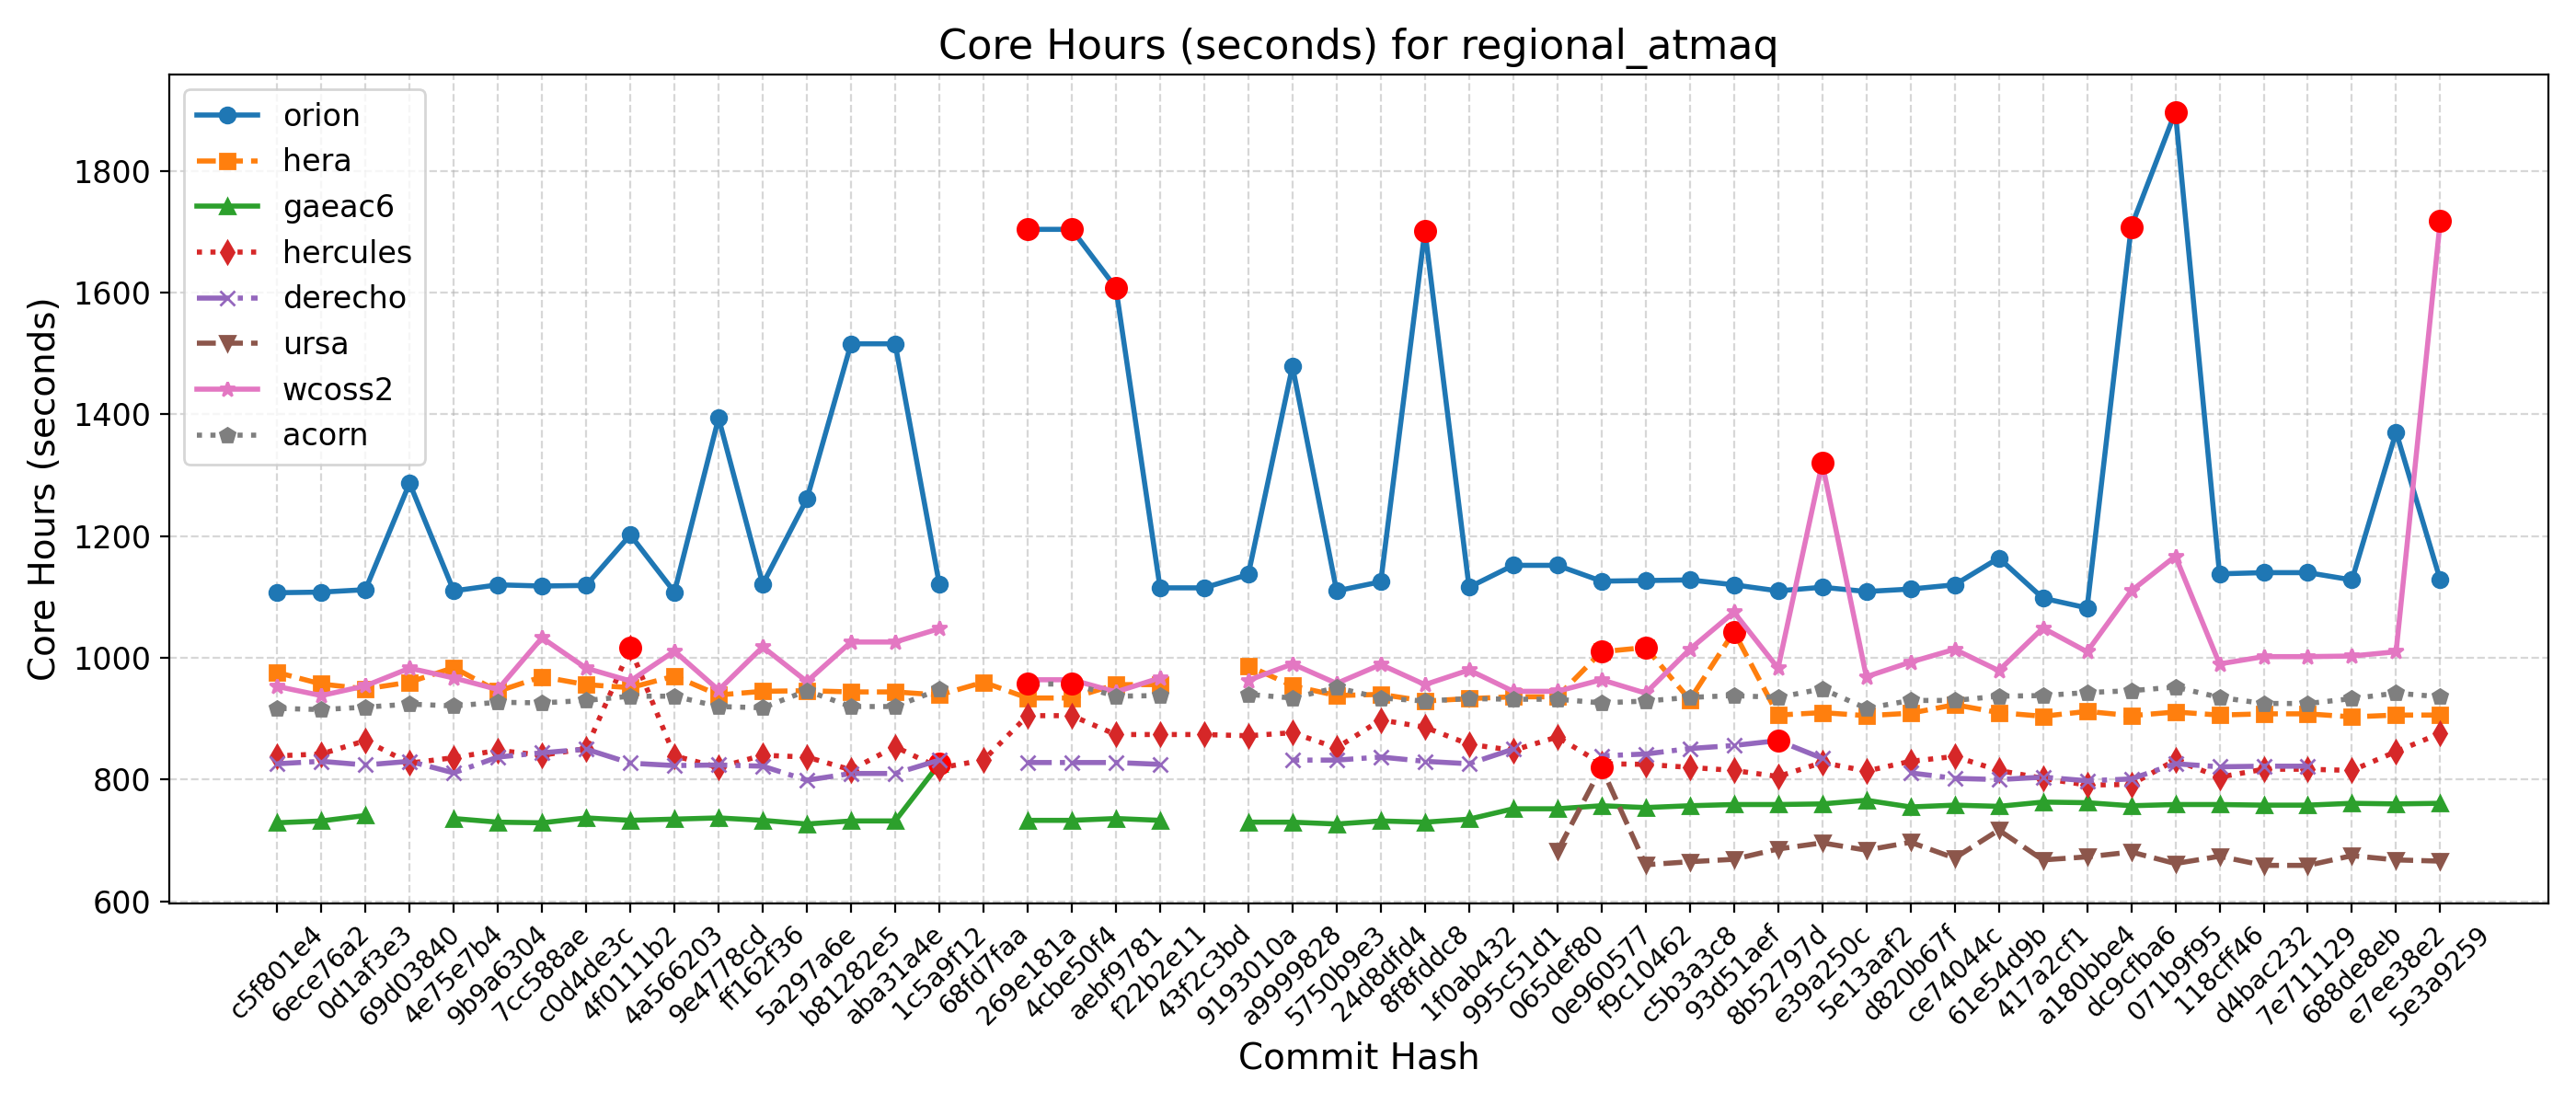 Core Hours (seconds) for regional_atmaq
Core Hours (seconds)
1800
1600
1400
1200
1000
800
600
orion
hera
gaeac6
hercules
derecho
ursa
wcoss2
acorn
c5f801e4
6ece76a2
0d1af3e3
69d03840
4e75e7b4
9b9a6304
7cc588ae
c0d4de3c
4f0111b2
4a566203
9e4778cd
ff162f36
5a297a6e
b81282e5
aba31a4e
1c5a9f12
68fd7faa
269e181a
4cbe50f4
aebf9781
f22b2e11
43f2c3bd
9193010a
a9999828
5750b9e3
24d8dfd4
8f8fddc8
1f0ab432
995c51d1
065def80
0e960577
f9c10462
c5b3a3c8
93d51aef
8b52797d
e39a250c
5e13aaf2
d820b67f
ce74044c
61e54d9b
417a2cf1
a180bbe4
dc9cfba6
071b9f95
118cff46
d4bac232
7e711129
688de8eb
e7ee38e2
5e3a9259
Commit Hash